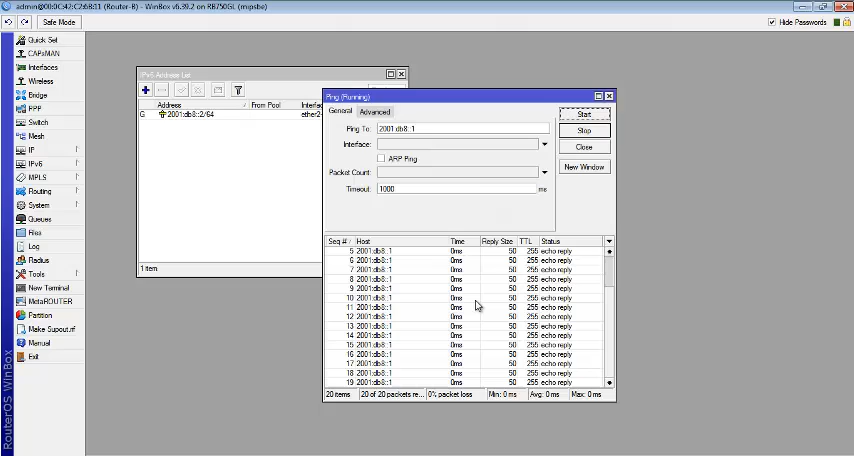 admin@00:0C:42:C2:6B:11 (Router-B) - WinBox v6.39.2 on RB750GL (mipsbe)
Safe Mode
Hide Passwords
Quick Set
CAPsMAN
Interfaces
Wireless
Bridge
PPP
Switch
Mesh
IP
IPv6
MPLS
Routing
System
Queues
Files
Log
Radius
Tools
New Terminal
MetaROUTER
Partition
Make Supout.rif
Manual
Exit
RouterOS WinBox
IPv6 Address List
Address From Pool Interfac
G 2001:db8::2/64 ether2-
1 item
Ping (Running)
General Advanced
Ping To: 2001:db8::1
Interface:
ARP Ping
Packet Count:
Timeout: 1000 ms
Start
Stop
Close
New Window
Seq # Host Time Reply Size TTL Status
5 2001:db8::1 0ms 50 255 echo reply
6 2001:db8::1 0ms 50 255 echo reply
7 2001:db8::1 0ms 50 255 echo reply
8 2001:db8::1 0ms 50 255 echo reply
9 2001:db8::1 0ms 50 255 echo reply
10 2001:db8::1 0ms 50 255 echo reply
11 2001:db8::1 0ms 50 255 echo reply
12 2001:db8::1 0ms 50 255 echo reply
13 2001:db8::1 0ms 50 255 echo reply
14 2001:db8::1 0ms 50 255 echo reply
15 2001:db8::1 0ms 50 255 echo reply
16 2001:db8::1 0ms 50 255 echo reply
17 2001:db8::1 0ms 50 255 echo reply
18 2001:db8::1 0ms 50 255 echo reply
19 2001:db8::1 0ms 50 255 echo reply
20 items 20 of 20 packets re... 0% packet loss Min: 0 ms Avg: 0 ms Max: 0 ms